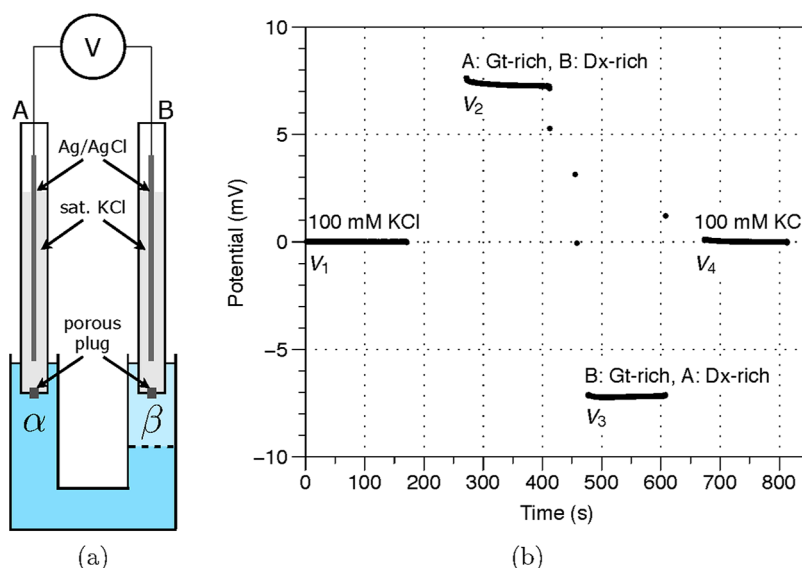 V
A
B
Ag/AgCl
sat. KCl
porous
plug
α
β
(a)
10
5
0
−5
−10
Potential (mV)
A: Gt-rich, B: Dx-rich
V2
100 mM KCl
V1
100 mM KC
V4
B: Gt-rich, A: Dx-rich
V3
0
100
200
300
400
500
600
700
800
Time (s)
(b)